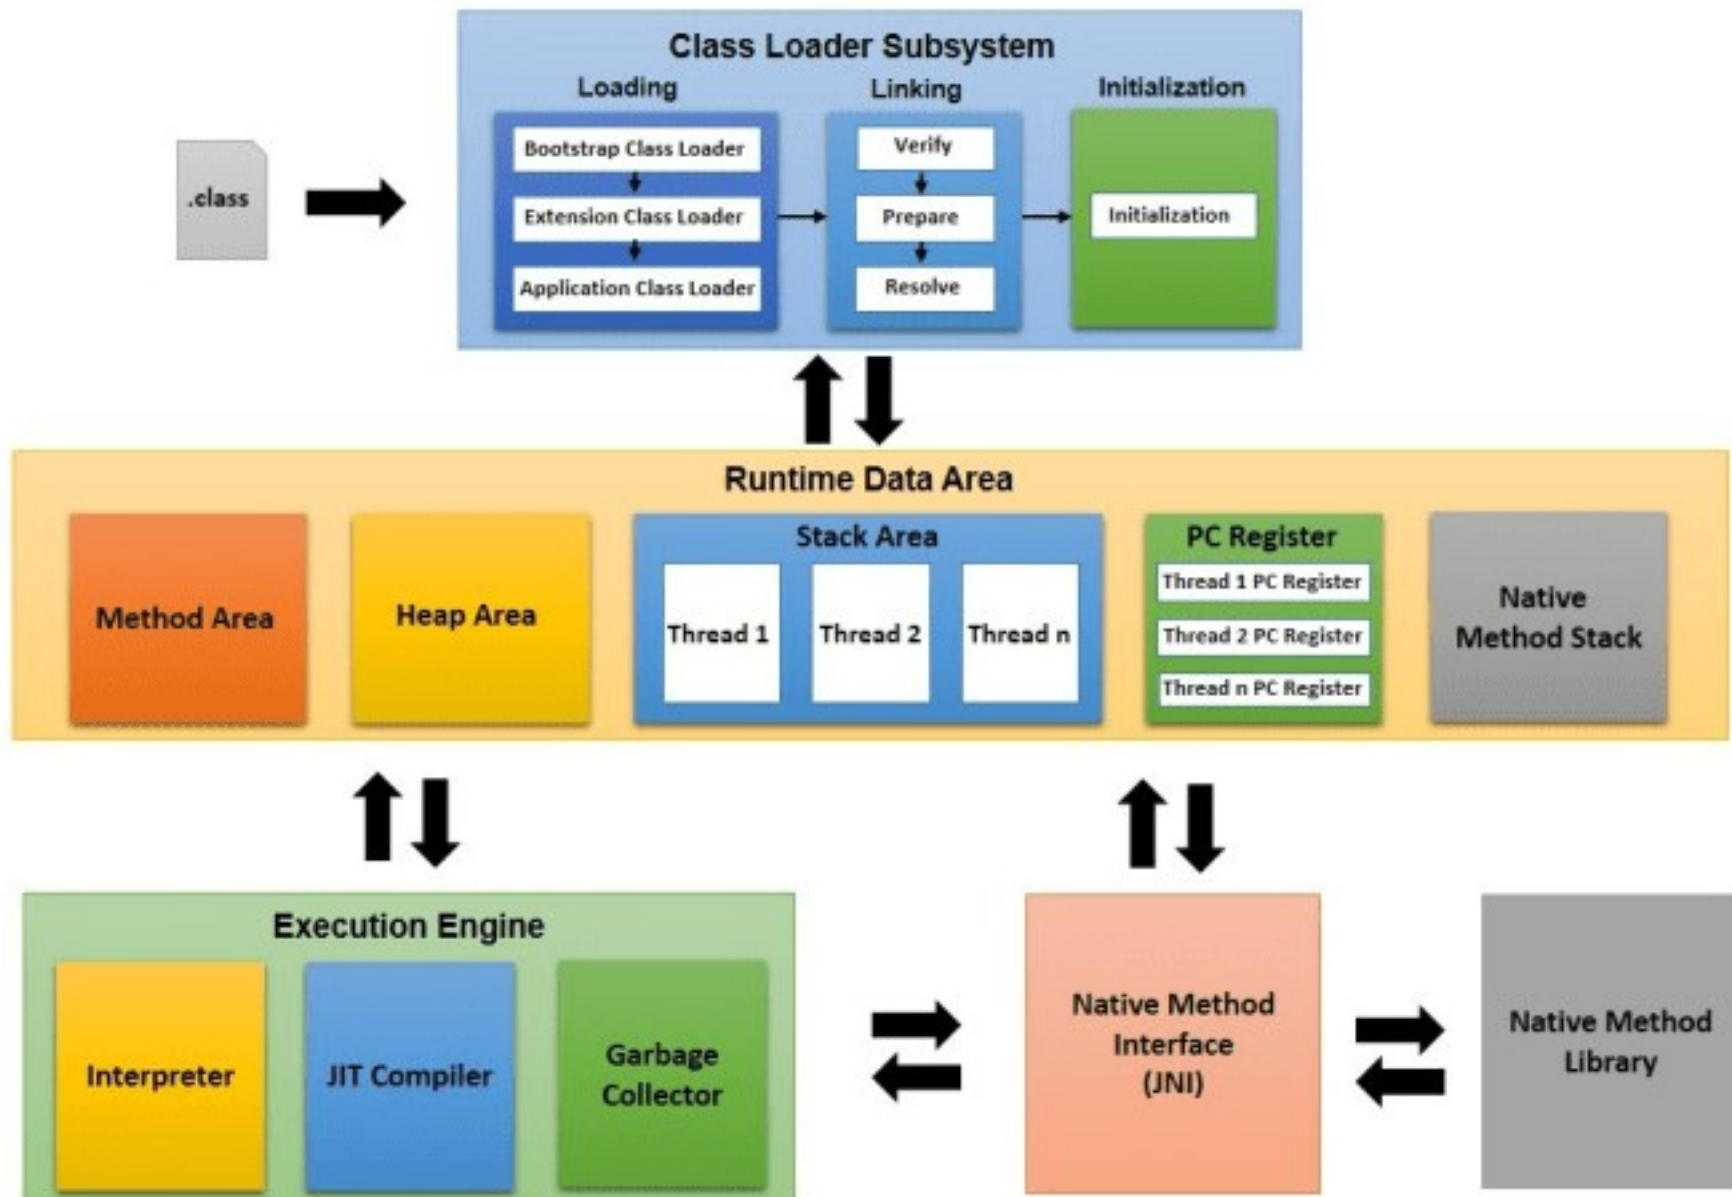 Class Loader Subsystem
Loading
Linking
Initialization
.class
Bootstrap Class Loader
Extension Class Loader
Application Class Loader
Verify
Prepare
Resolve
Initialization
Runtime Data Area
Method Area
Heap Area
Stack Area
Thread 1
Thread 2
Thread n
PC Register
Thread 1 PC Register
Thread 2 PC Register
Thread n PC Register
Native
Method Stack
Execution Engine
Interpreter
JIT Compiler
Garbage
Collector
Native Method
Interface
(JNI)
Native Method
Library